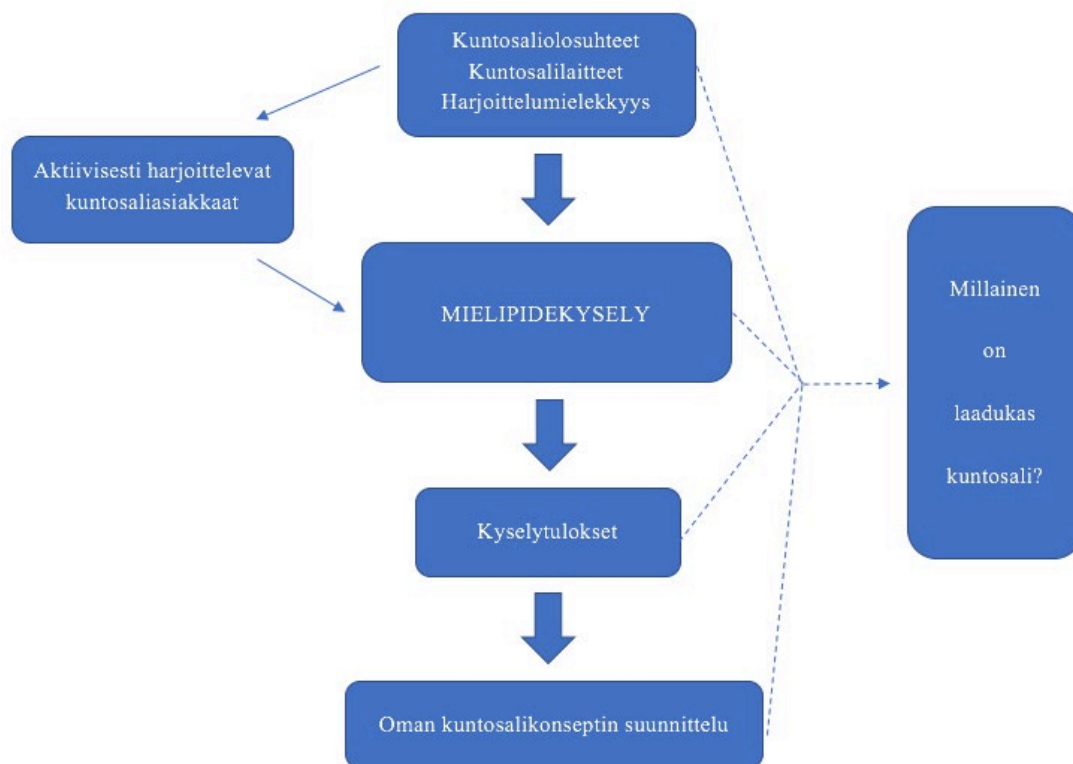 Kuntosaliolosuhteet
Kuntosalilaitteet
Harjoittelumielekkyys
Aktiivisesti harjoittelevat
kuntosaliasiakkaat
MIELIPIDEKYSELY
Kyselytulokset
Oman kuntosalikonseptin suunnittelu
Millainen
on
laadukas
kuntosali?